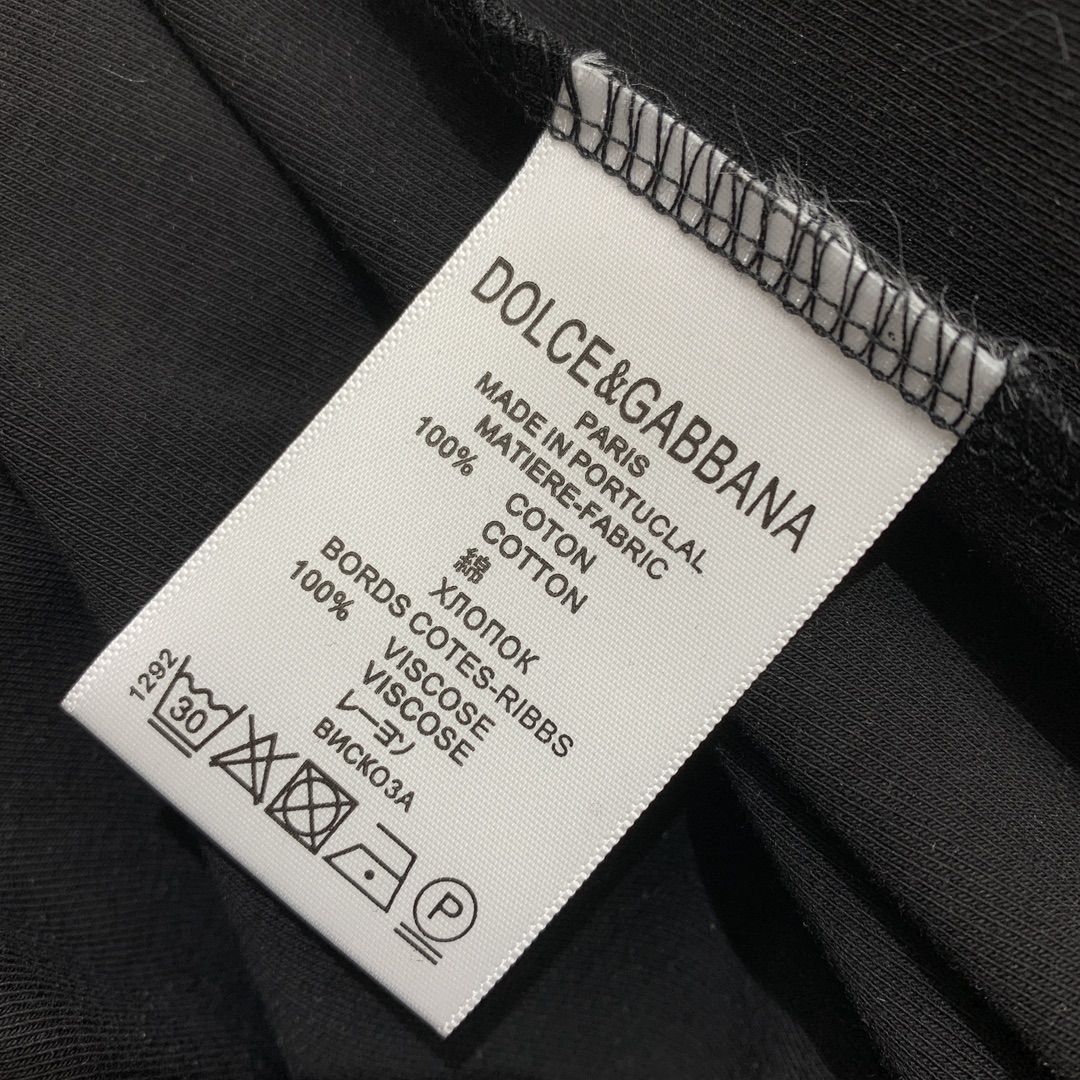 DOLCE&GABBANA
PARIS
MADE IN PORTUCLAL
MATIERE-FABRIC
100%
COTON
COTTON
綿
ХЛОПОК
BORDS COTES-RIBBS
100%
VISCOSE
VISCOSE
レーヨン
ВИСКОЗА
1292
30
P